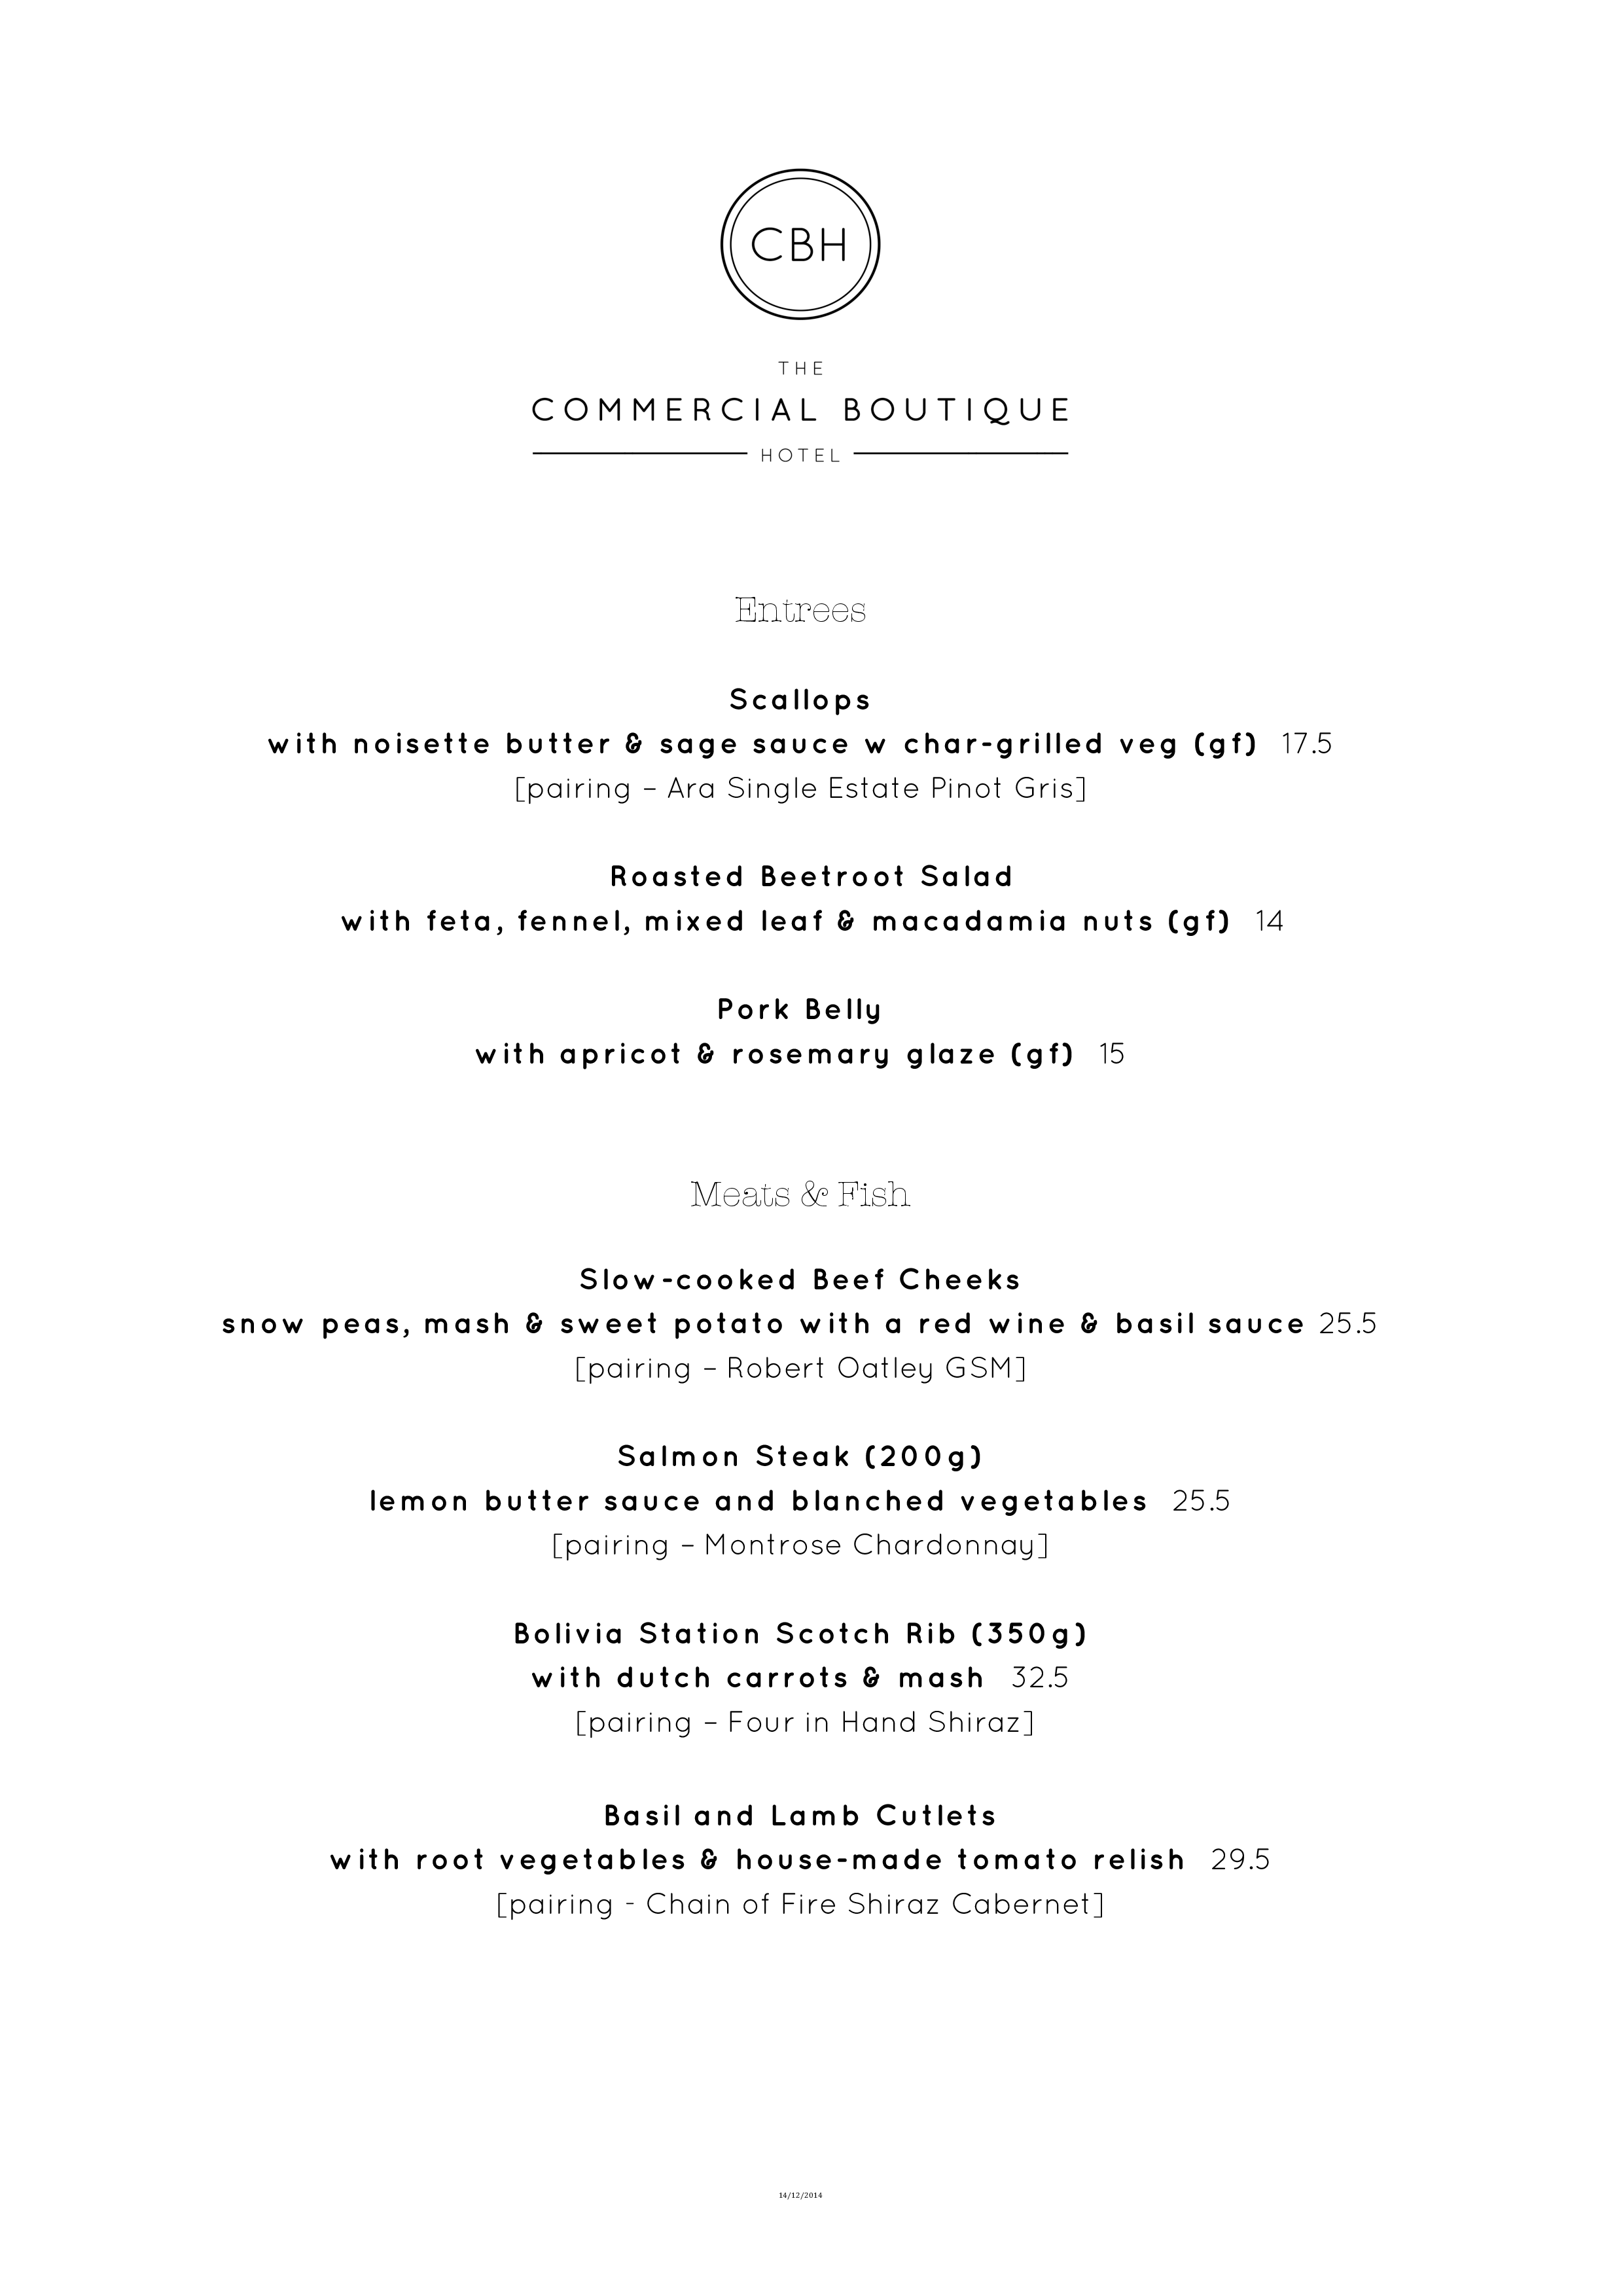 CBH
THE
COMMERCIAL BOUTIQUE
HOTEL
Entrees
Scallops
with noisette butter & sage sauce w char-grilled veg (gf) 17.5
[pairing – Ara Single Estate Pinot Gris]
Roasted Beetroot Salad
with feta, fennel, mixed leaf & macadamia nuts (gf) 14
Pork Belly
with apricot & rosemary glaze (gf) 15
Meats & Fish
Slow-cooked Beef Cheeks
snow peas, mash & sweet potato with a red wine & basil sauce 25.5
[pairing – Robert Oatley GSM]
Salmon Steak (200g)
lemon butter sauce and blanched vegetables 25.5
[pairing – Montrose Chardonnay]
Bolivia Station Scotch Rib (350g)
with dutch carrots & mash 32.5
[pairing – Four in Hand Shiraz]
Basil and Lamb Cutlets
with root vegetables & house-made tomato relish 29.5
[pairing - Chain of Fire Shiraz Cabernet]
14/12/2014